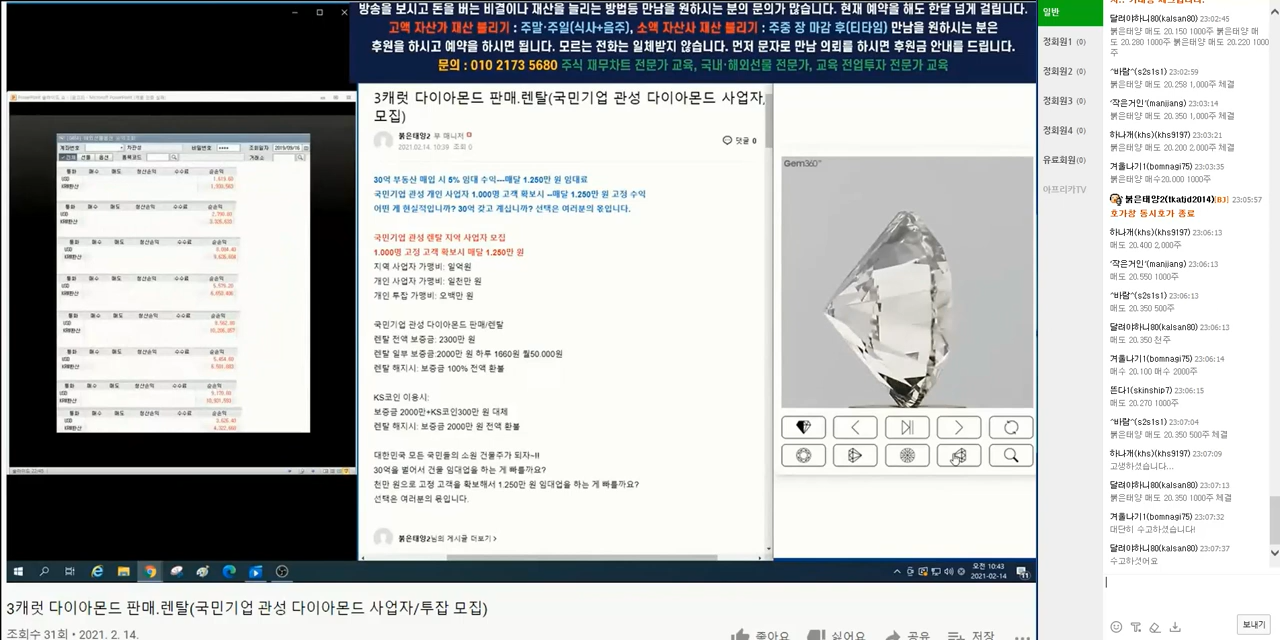 방송을 보시고 돈을 버는 비결이나 재산을 늘리는 방법등 만남을 원하시는 분의 문의가 많습니다. 현재 예약을 해도 한달 넘게 걸립니다.
고액 자산가 재산 불리기 : 주말·주일(식사+음주), 소액 자산사 재산 불리기 : 주중 장 마감 후(티타임) 만남을 원하시는 분은
후원을 하시고 예약을 하시면 됩니다. 모르는 전화는 일체받지 않습니다. 먼저 문자로 만남 의뢰를 하시면 후원금 안내를 드립니다.
문의 : 010 2173 5680 주식 재무차트 전문가 교육, 국내·해외선물 전문가, 교육 전업투자 전문가 교육
3캐럿 다이아몬드 판매.렌탈(국민기업 관성 다이아몬드 사업자,
모집)
붉은태양2 부 매니저
2021.02.14. 10:39 조회 0
댓글 0
30억 부동산 매입 시 5% 임대 수익---매달 1.250만 원 임대료
국민기업 관성 개인 사업자 1.000명 고객 확보시 --매달 1.250만 원 고정 수익
어떤 게 현실적입니까? 30억 갖고 계십니까? 선택은 여러분의 몫입니다.
국민기업 관성 렌탈 지역 사업자 모집
1.000명 고정 고객 확보시 매달 1.250만 원
지역 사업자 가맹비: 일억원
개인 사업자 가맹비: 일천만 원
개인 투잡 가맹비: 오백만 원
국민기업 관성 다이아몬드 판매/렌탈
렌탈 전액 보증금: 2300만 원
렌탈 일부 보증금:2000만 원 하루 1660원 월50.000원
렌탈 해지시: 보증금 100% 전액 환불
KS코인 이용시:
보증금 2000만+KS코인300만 원 대체
렌탈 해지시: 보증금 2000만 원 전액 환불
대한민국 모든 국민들의 소원 건물주가 되자~!!
30억을 벌어서 건물 임대업을 하는 게 빠를까요?
천만 원으로 고정 고객을 확보해서 1.250만 원 임대업을 하는 게 빠를까요?
선택은 여러분의 몫입니다.
붉은태양2님의 게시글 더보기 >
Gem360
오전 10:43
2021-02-14
3캐럿 다이아몬드 판매.렌탈(국민기업 관성 다이아몬드 사업자/투잡 모집)
조회수 31회 • 2021. 2. 14.
좋아요
싫어요
공유
저장
일반
정회원1 (0)
정회원2 (0)
정회원3 (0)
정회원4 (0)
유료회원(0)
아프리카TV
달려야하니80(kalsan80) 23:02:45
붉은태양 매도 20.150 1000주 붉은태양 매
도 20.280 1000주 붉은태양 매도 20.220 1000
주
^바람^(s2s1s1) 23:02:59
붉은태양 매도 20.258 1,000주 체결
'작은거인'(manjjang) 23:03:14
붉은태양 매도 20.350 1,000주 체결
하나개(khs)(khs9197) 23:03:21
붉은태양 매도 20.200 2,000주 체결
겨울나기1(bomnagi75) 23:03:35
붉은태양 매수20.000 1000주
붉은태양2(tkatjd2014)[BJ] 23:05:57
호가창 동시호가 종료
하나개(khs)(khs9197) 23:06:13
매도 20.400 2,000주
'작은거인'(manjjang) 23:06:13
매도 20.550 1000주
^바람^(s2s1s1) 23:06:13
매도 20.350 500주
달려야하니80(kalsan80) 23:06:13
매도 20.350 천주
겨울나기1(bomnagi75) 23:06:14
매수 20.100 매수 2000주
뜬다1(skinship7) 23:06:15
매도 20.270 1000주
^바람^(s2s1s1) 23:07:04
붉은태양 매도 20.350 500주 체결
하나개(khs)(khs9197) 23:07:09
고생하셨습니다...
달려야하니80(kalsan80) 23:07:13
붉은태양 매도 20.350 1000주 체결
겨울나기1(bomnagi75) 23:07:32
대단히 수고하셨습니다!
달려야하니80(kalsan80) 23:07:37
수고하셧어요
보내기